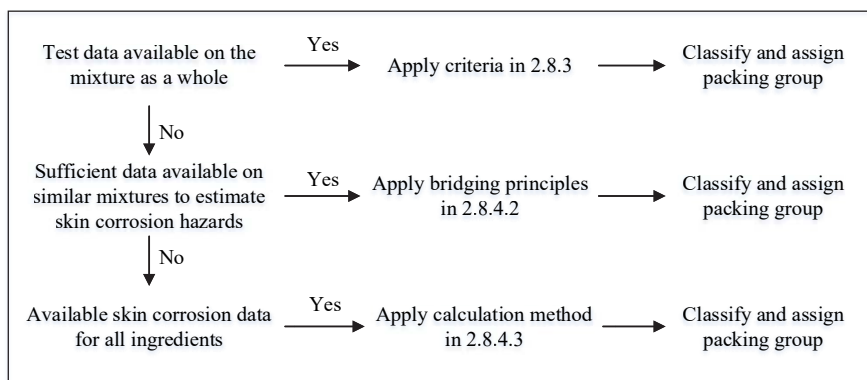 Test data available on the
mixture as a whole
Yes
Apply criteria in 2.8.3
Classify and assign
packing group
No
Sufficient data available on
similar mixtures to estimate
skin corrosion hazards
Yes
Apply bridging principles
in 2.8.4.2
Classify and assign
packing group
No
Available skin corrosion data
for all ingredients
Yes
Apply calculation method
in 2.8.4.3
Classify and assign
packing group